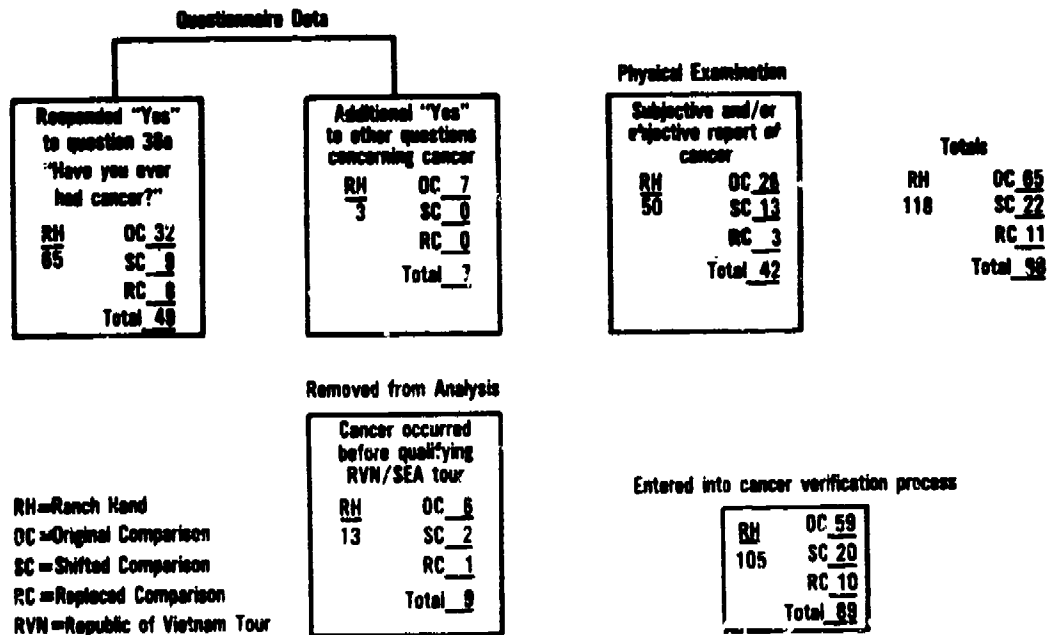 Questionnaire Data
Responded "Yes"
to question
"Have you ever
had cancer?"
RH OC 32
65 SC 9
RC 8
Total 49
Additional "Yes"
to other questions
concerning cancer
RH OC 7
3 SC 0
RC 0
Total 7
Physical Examination
Subjective and/or
objective report of
cancer
RH OC 26
50 SC 13
RC 3
Total 42
Totals
RH OC 65
118 SC 22
RC 11
Total 98
Removed from Analysis
Cancer occurred
before qualifying
RVN/SEA tour
RH OC 6
13 SC 2
RC 1
Total 9
RH=Ranch Hand
OC=Original Comparison
SC=Shifted Comparison
RC=Replaced Comparison
RVN=Republic of Vietnam Tour
Entered into cancer verification process
RH OC 59
105 SC 20
RC 10
Total 89